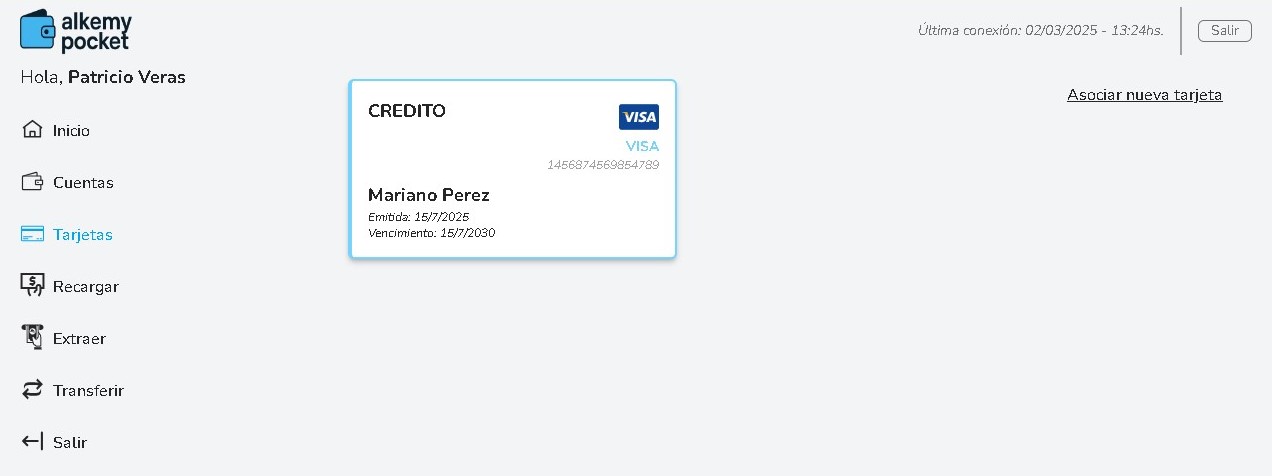 alkemy
pocket
Última conexión: 02/03/2025 - 13:24hs.
Salir
Hola, Patricio Veras
Inicio
Cuentas
Tarjetas
Recargar
Extraer
Transferir
Salir
CREDITO
VISA
VISA
1456874569854789
Mariano Perez
Emitida: 15/7/2025
Vencimiento: 15/7/2030
Asociar nueva tarjeta